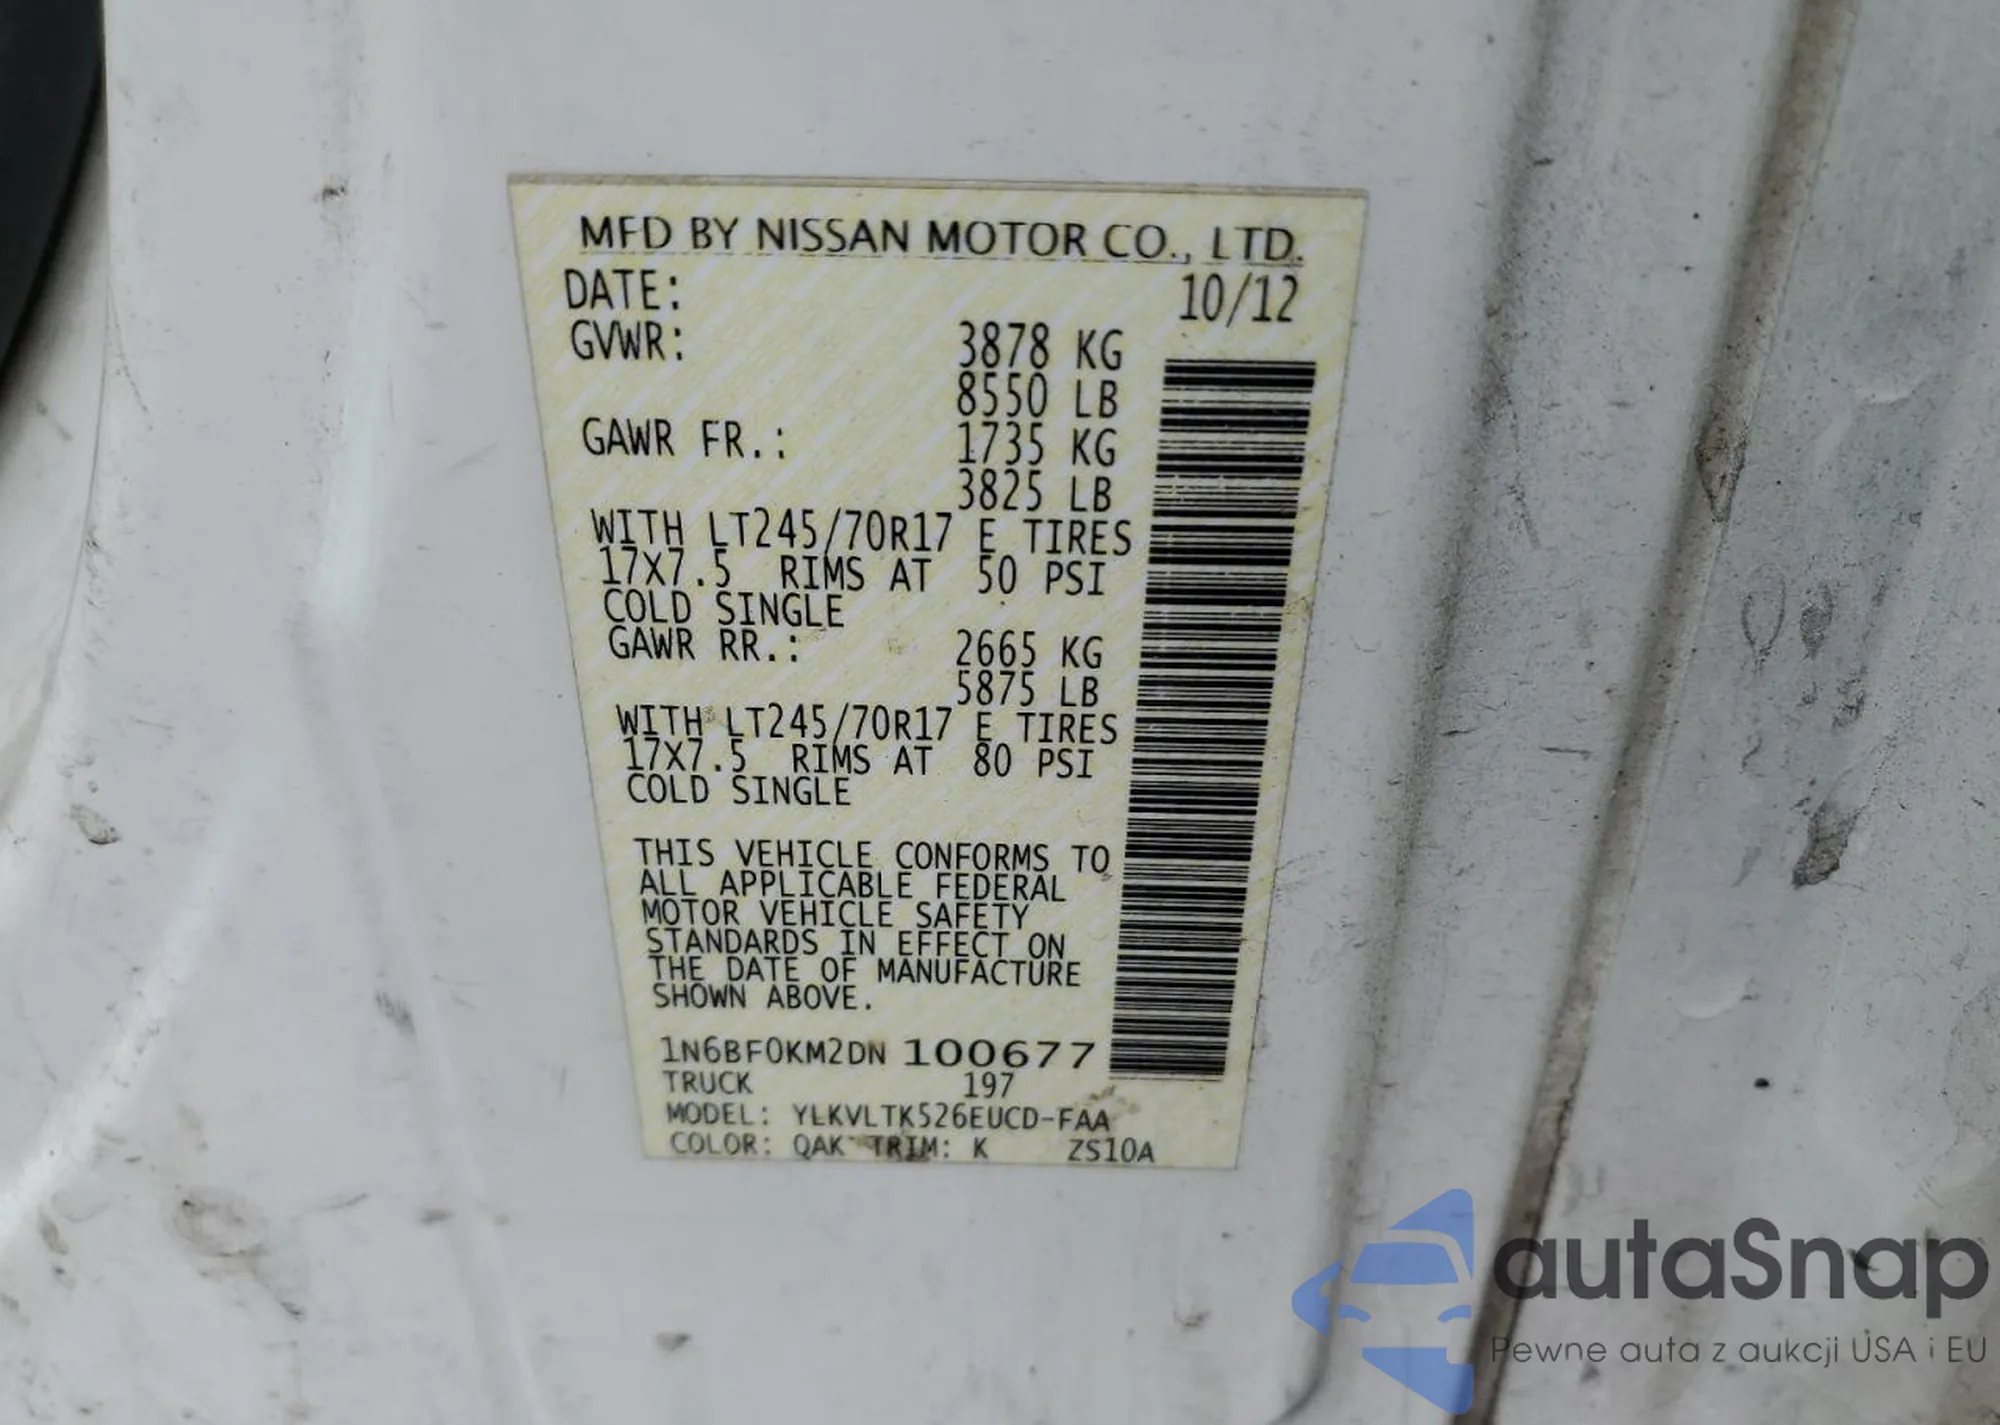 MFD BY NISSAN MOTOR CO., LTD.
DATE: 10/12
GVWR: 3878 KG
8550 LB
GAWR FR.: 1735 KG
3825 LB
WITH LT245/70R17 E TIRES
17X7.5 RIMS AT 50 PSI
COLD SINGLE
GAWR RR.: 2665 KG
5875 LB
WITH LT245/70R17 E TIRES
17X7.5 RIMS AT 80 PSI
COLD SINGLE
THIS VEHICLE CONFORMS TO
ALL APPLICABLE FEDERAL
MOTOR VEHICLE SAFETY
STANDARDS IN EFFECT ON
THE DATE OF MANUFACTURE
SHOWN ABOVE.
1N6BF0KM2DN 100677
TRUCK 197
MODEL: YLKVLTK526EUCD-FAA
COLOR: QAK TRIM: K ZS10A
autaSnap
Pewne auta z aukcji USA i EU